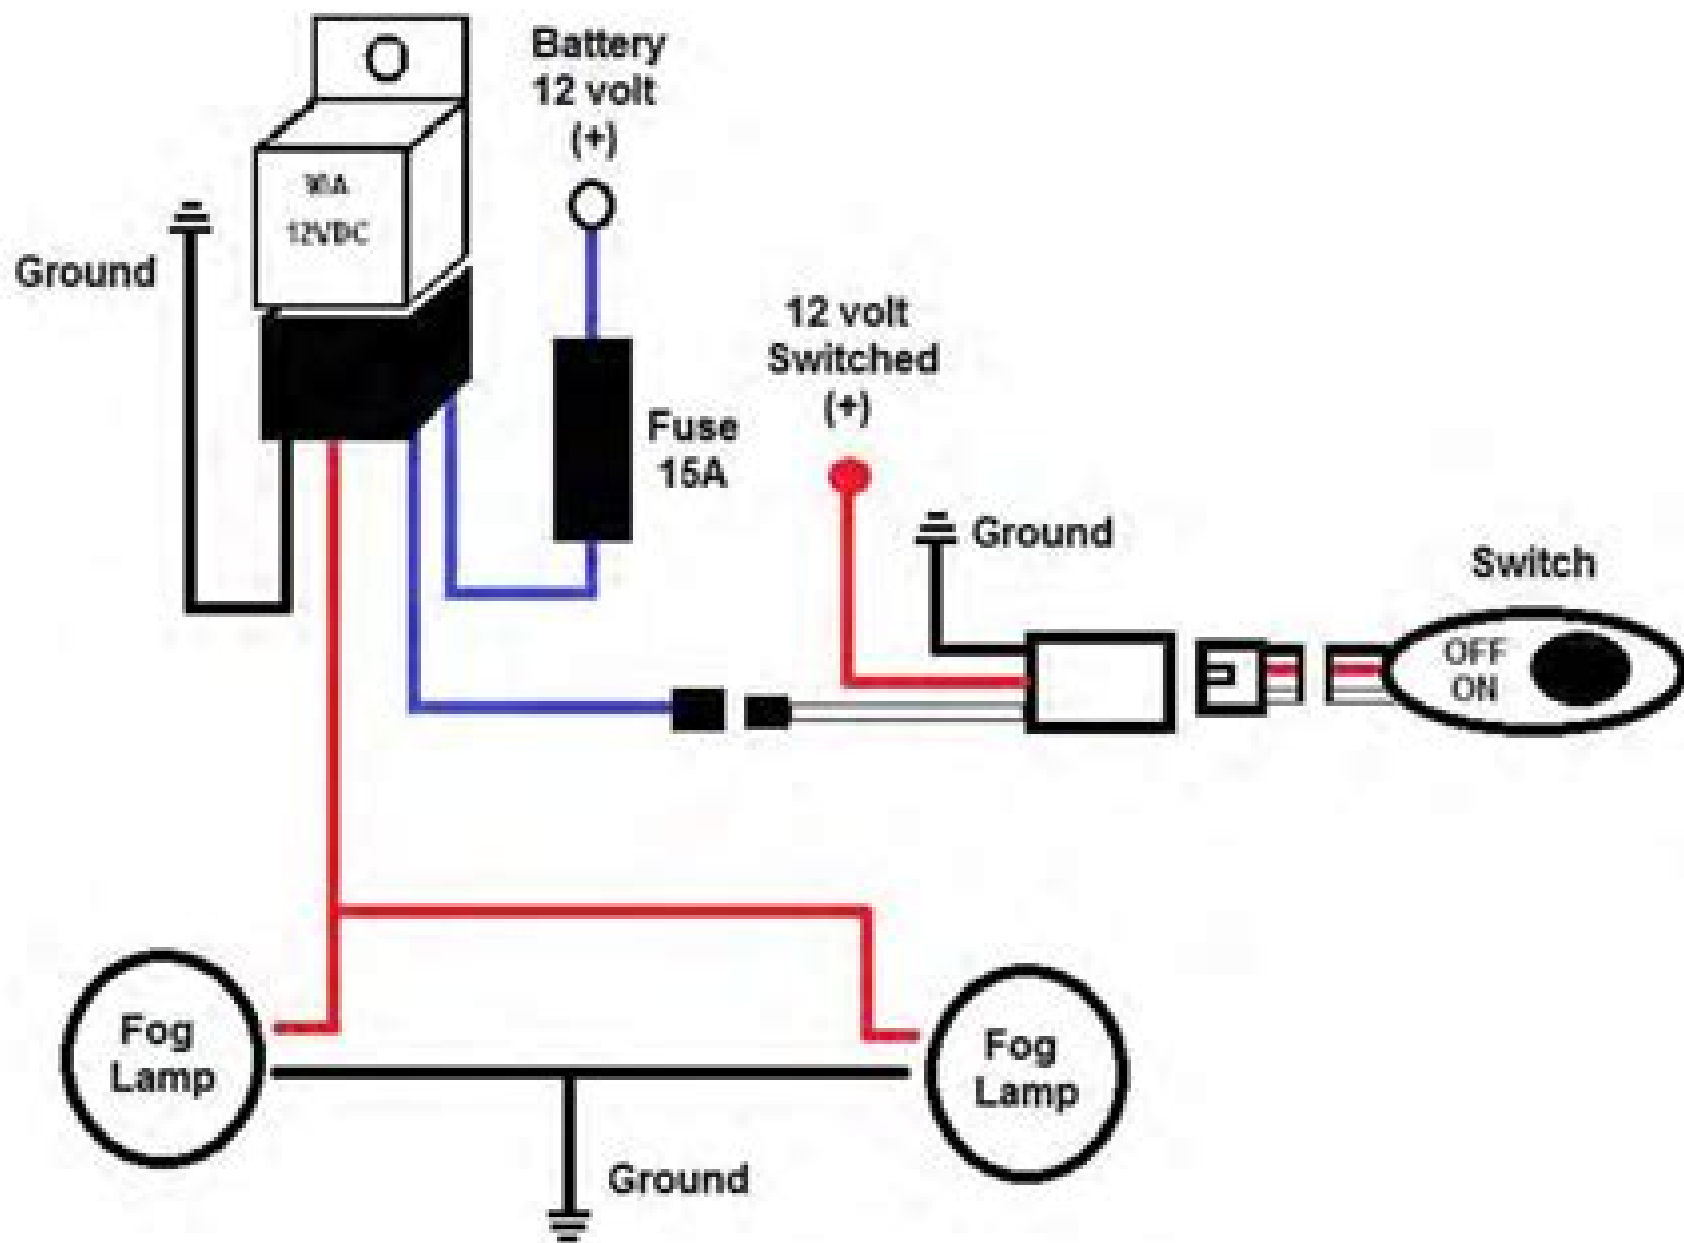 Battery
12 volt
(+)
30A
12VDC
Ground
12 volt
Switched
(+)
Fuse
15A
Ground
Switch
OFF
ON
Fog
Lamp
Fog
Lamp
Ground